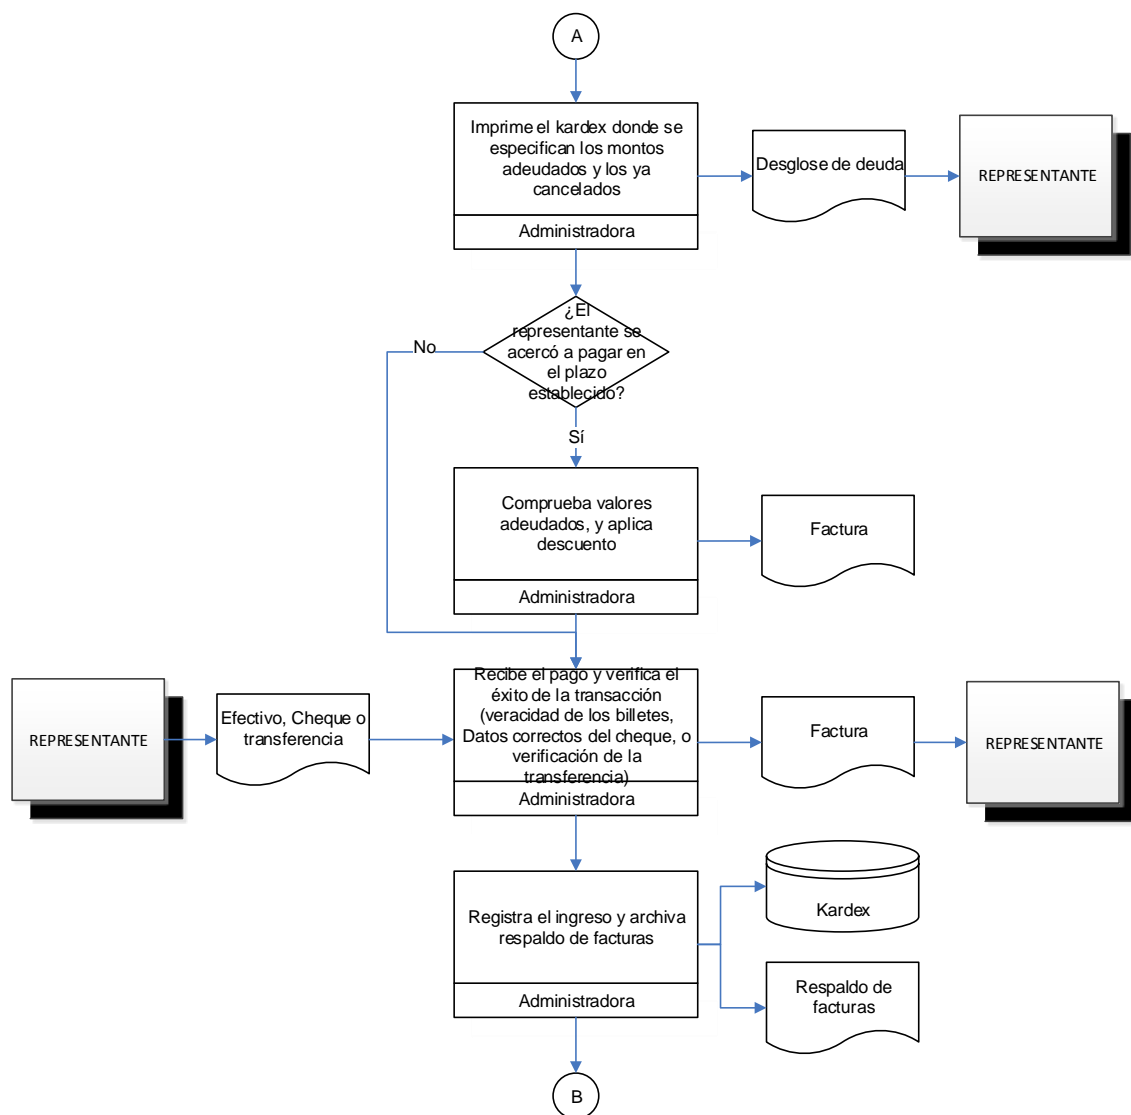 A
Imprime el kardex donde se
especifican los montos
adeudados y los ya
cancelados
Administradora
Desglose de deuda
REPRESENTANTE
¿El
representante se
acercó a pagar en
el plazo
establecido?
No
Sí
Comprueba valores
adeudados, y aplica
descuento
Administradora
Factura
REPRESENTANTE
Efectivo, Cheque o
transferencia
Recibe el pago y verifica el
éxito de la transacción
(veracidad de los billetes,
Datos correctos del cheque, o
verificación de la
transferencia)
Administradora
Factura
REPRESENTANTE
Registra el ingreso y archiva
respaldo de facturas
Administradora
Kardex
Respaldo de
facturas
B